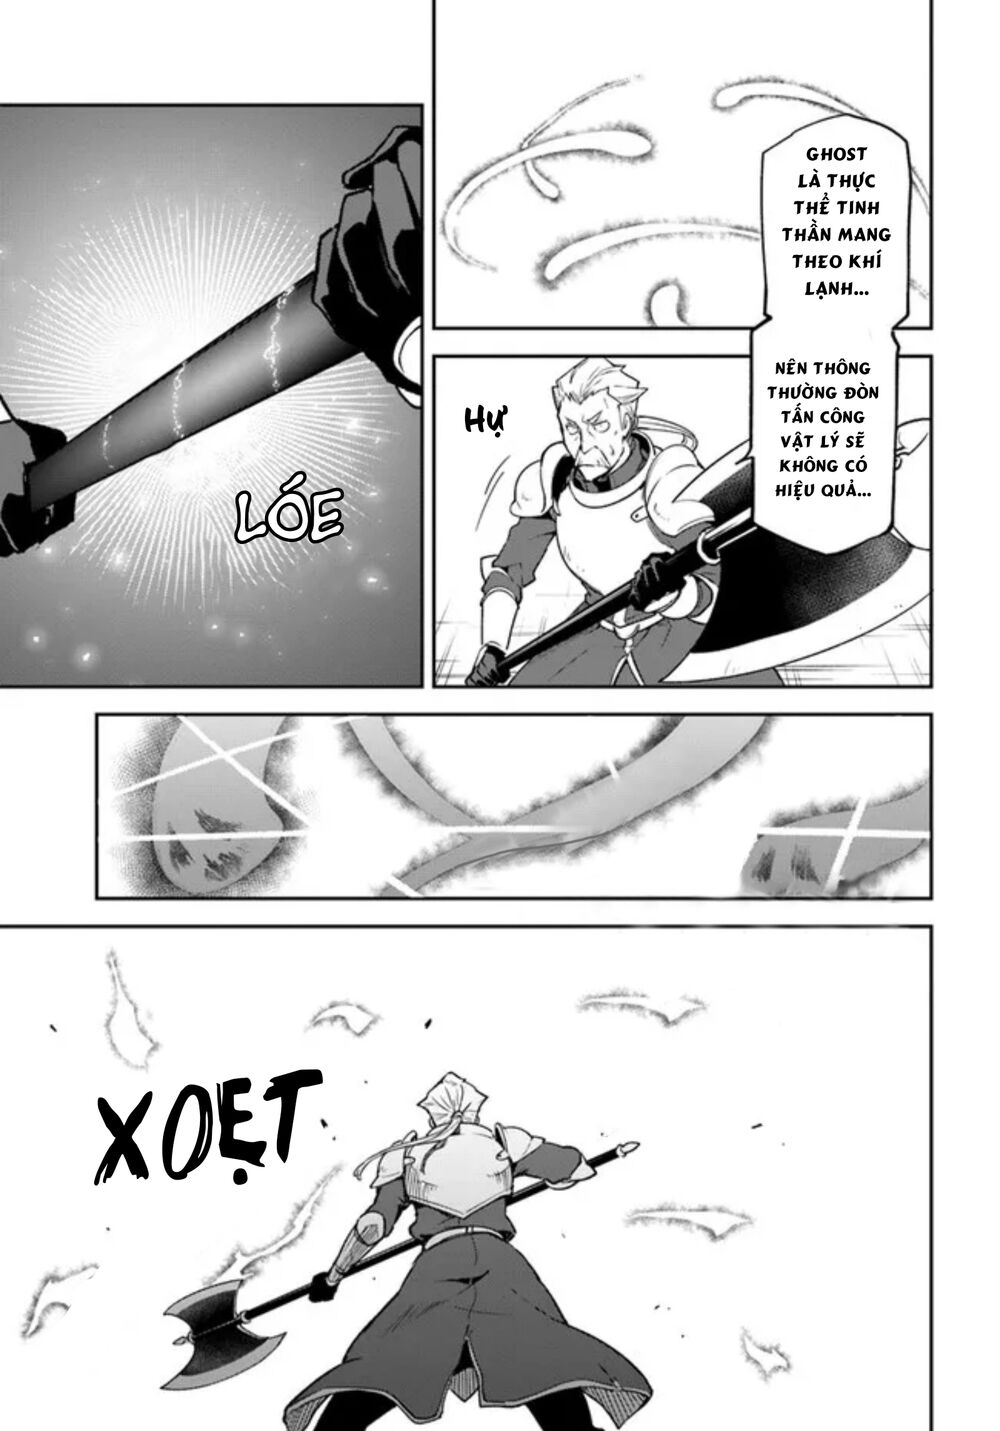 GHOST
LÀ THỰC
THỂ TINH
THẦN MANG
THEO KHÍ
LẠNH...
NÊN THÔNG
THƯỜNG ĐÒN
TẤN CÔNG
VẬT LÝ SẼ
KHÔNG CÓ
HIỆU QUẢ...
HỰ
LÓE
XOẸT